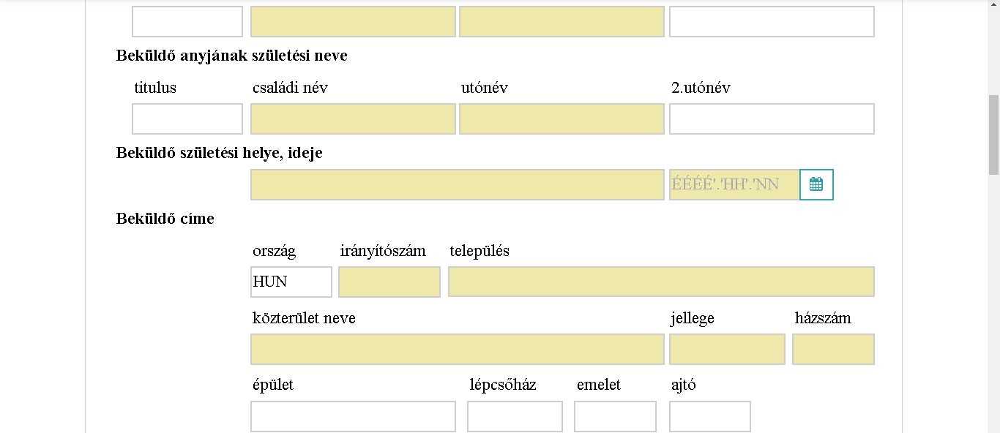 Beküldő anyjának születési neve
titulus családi név utónév 2.utónév
Beküldő születési helye, ideje
ÉÉÉÉ'.'HH'.'NN
Beküldő címe
ország irányítószám település
HUN
közterület neve jellege házszám
épület lépcsőház emelet ajtó